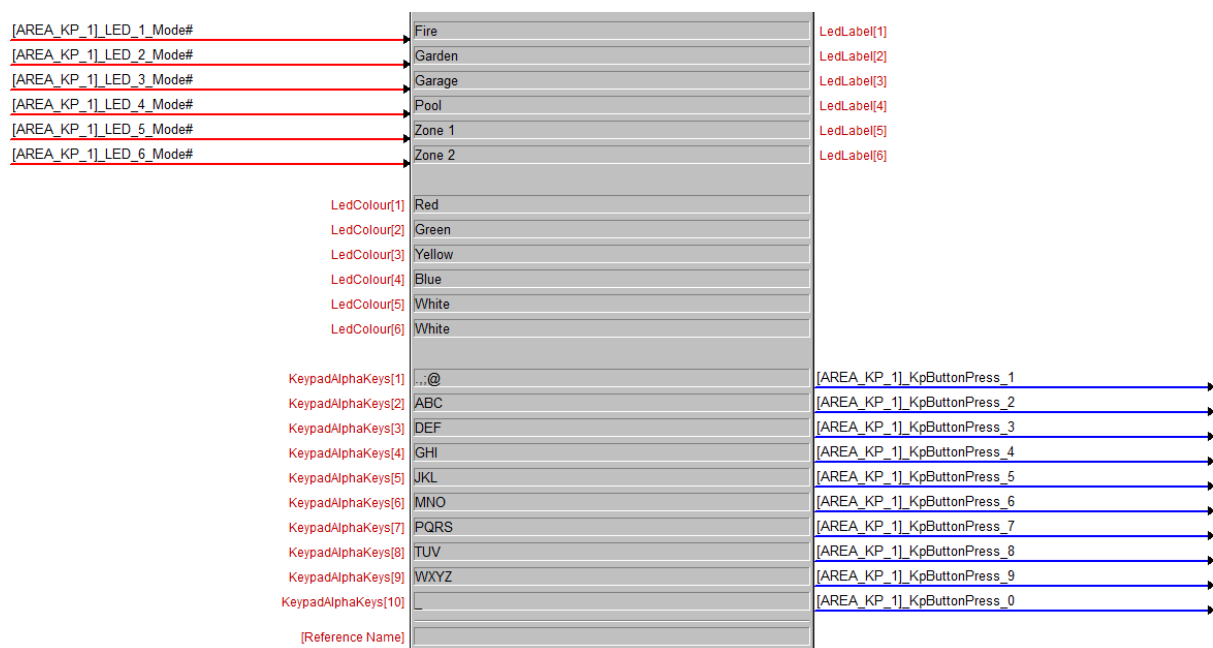 [AREA_KP_1]_LED_1_Mode# Fire LedLabel[1]
[AREA_KP_1]_LED_2_Mode# Garden LedLabel[2]
[AREA_KP_1]_LED_3_Mode# Garage LedLabel[3]
[AREA_KP_1]_LED_4_Mode# Pool LedLabel[4]
[AREA_KP_1]_LED_5_Mode# Zone 1 LedLabel[5]
[AREA_KP_1]_LED_6_Mode# Zone 2 LedLabel[6]
LedColour[1] Red
LedColour[2] Green
LedColour[3] Yellow
LedColour[4] Blue
LedColour[5] White
LedColour[6] White
KeypadAlphaKeys[1] .,;@ [AREA_KP_1]_KpButtonPress_1
KeypadAlphaKeys[2] ABC [AREA_KP_1]_KpButtonPress_2
KeypadAlphaKeys[3] DEF [AREA_KP_1]_KpButtonPress_3
KeypadAlphaKeys[4] GHI [AREA_KP_1]_KpButtonPress_4
KeypadAlphaKeys[5] JKL [AREA_KP_1]_KpButtonPress_5
KeypadAlphaKeys[6] MNO [AREA_KP_1]_KpButtonPress_6
KeypadAlphaKeys[7] PQRS [AREA_KP_1]_KpButtonPress_7
KeypadAlphaKeys[8] TUV [AREA_KP_1]_KpButtonPress_8
KeypadAlphaKeys[9] WXYZ [AREA_KP_1]_KpButtonPress_9
KeypadAlphaKeys[10] _ [AREA_KP_1]_KpButtonPress_0
[Reference Name]